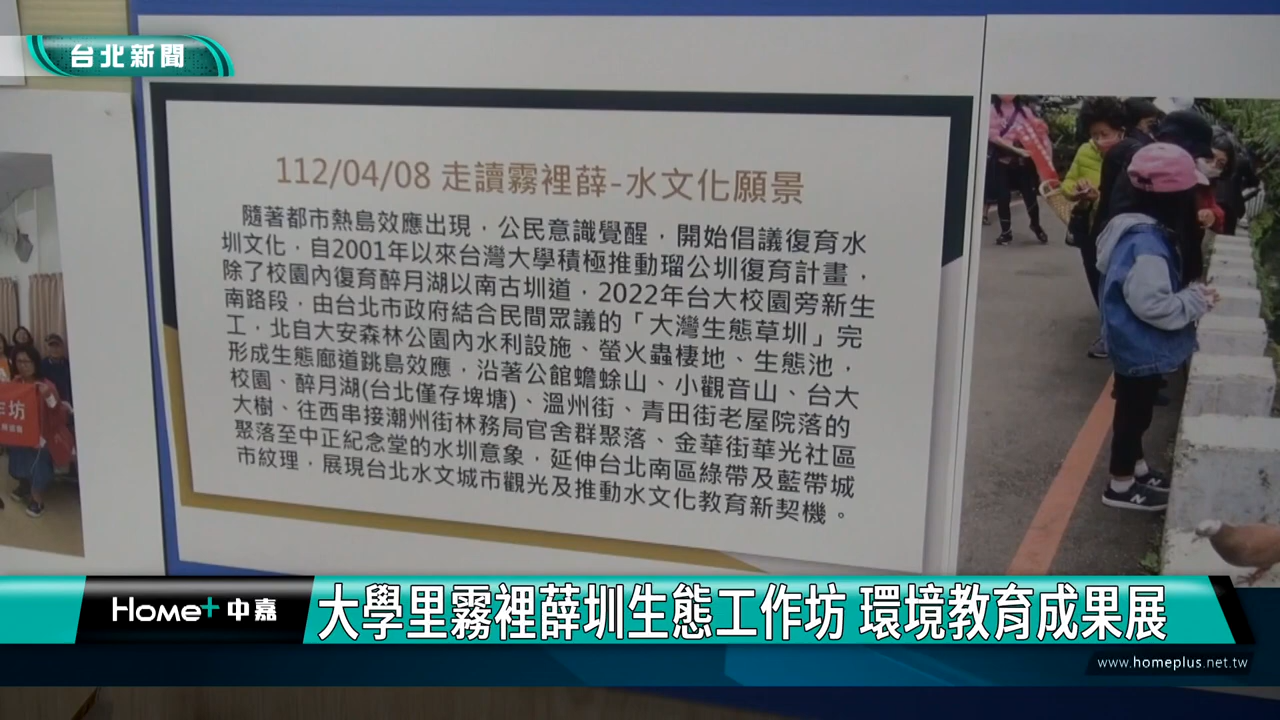 台北新聞
112/04/08 走讀霧裡薛-水文化願景
隨著都市熱島效應出現，公民意識覺醒，開始倡議復育水
圳文化，自2001年以來台灣大學積極推動瑠公圳復育計畫，
除了校園內復育醉月湖以南古圳道，2022年台大校園旁新生
南路段，由台北市政府結合民間眾議的「大灣生態草圳」完
工，北自大安森林公園內水利設施、螢火蟲棲地、生態池，
形成生態廊道跳島效應，沿著公館蟾蜍山、小觀音山、台大
校園、醉月湖(台北僅存埤塘)、溫州街、青田街老屋院落的
大樹、往西串接潮州街林務局官舍群聚落、金華街華光社區
聚落至中正紀念堂的水圳意象，延伸台北南區綠帶及藍帶城
市紋理，展現台北水文城市觀光及推動水文化教育新契機。
坊
Home+ 中嘉
大學里霧裡薛圳生態工作坊 環境教育成果展
www.homeplus.net.tw